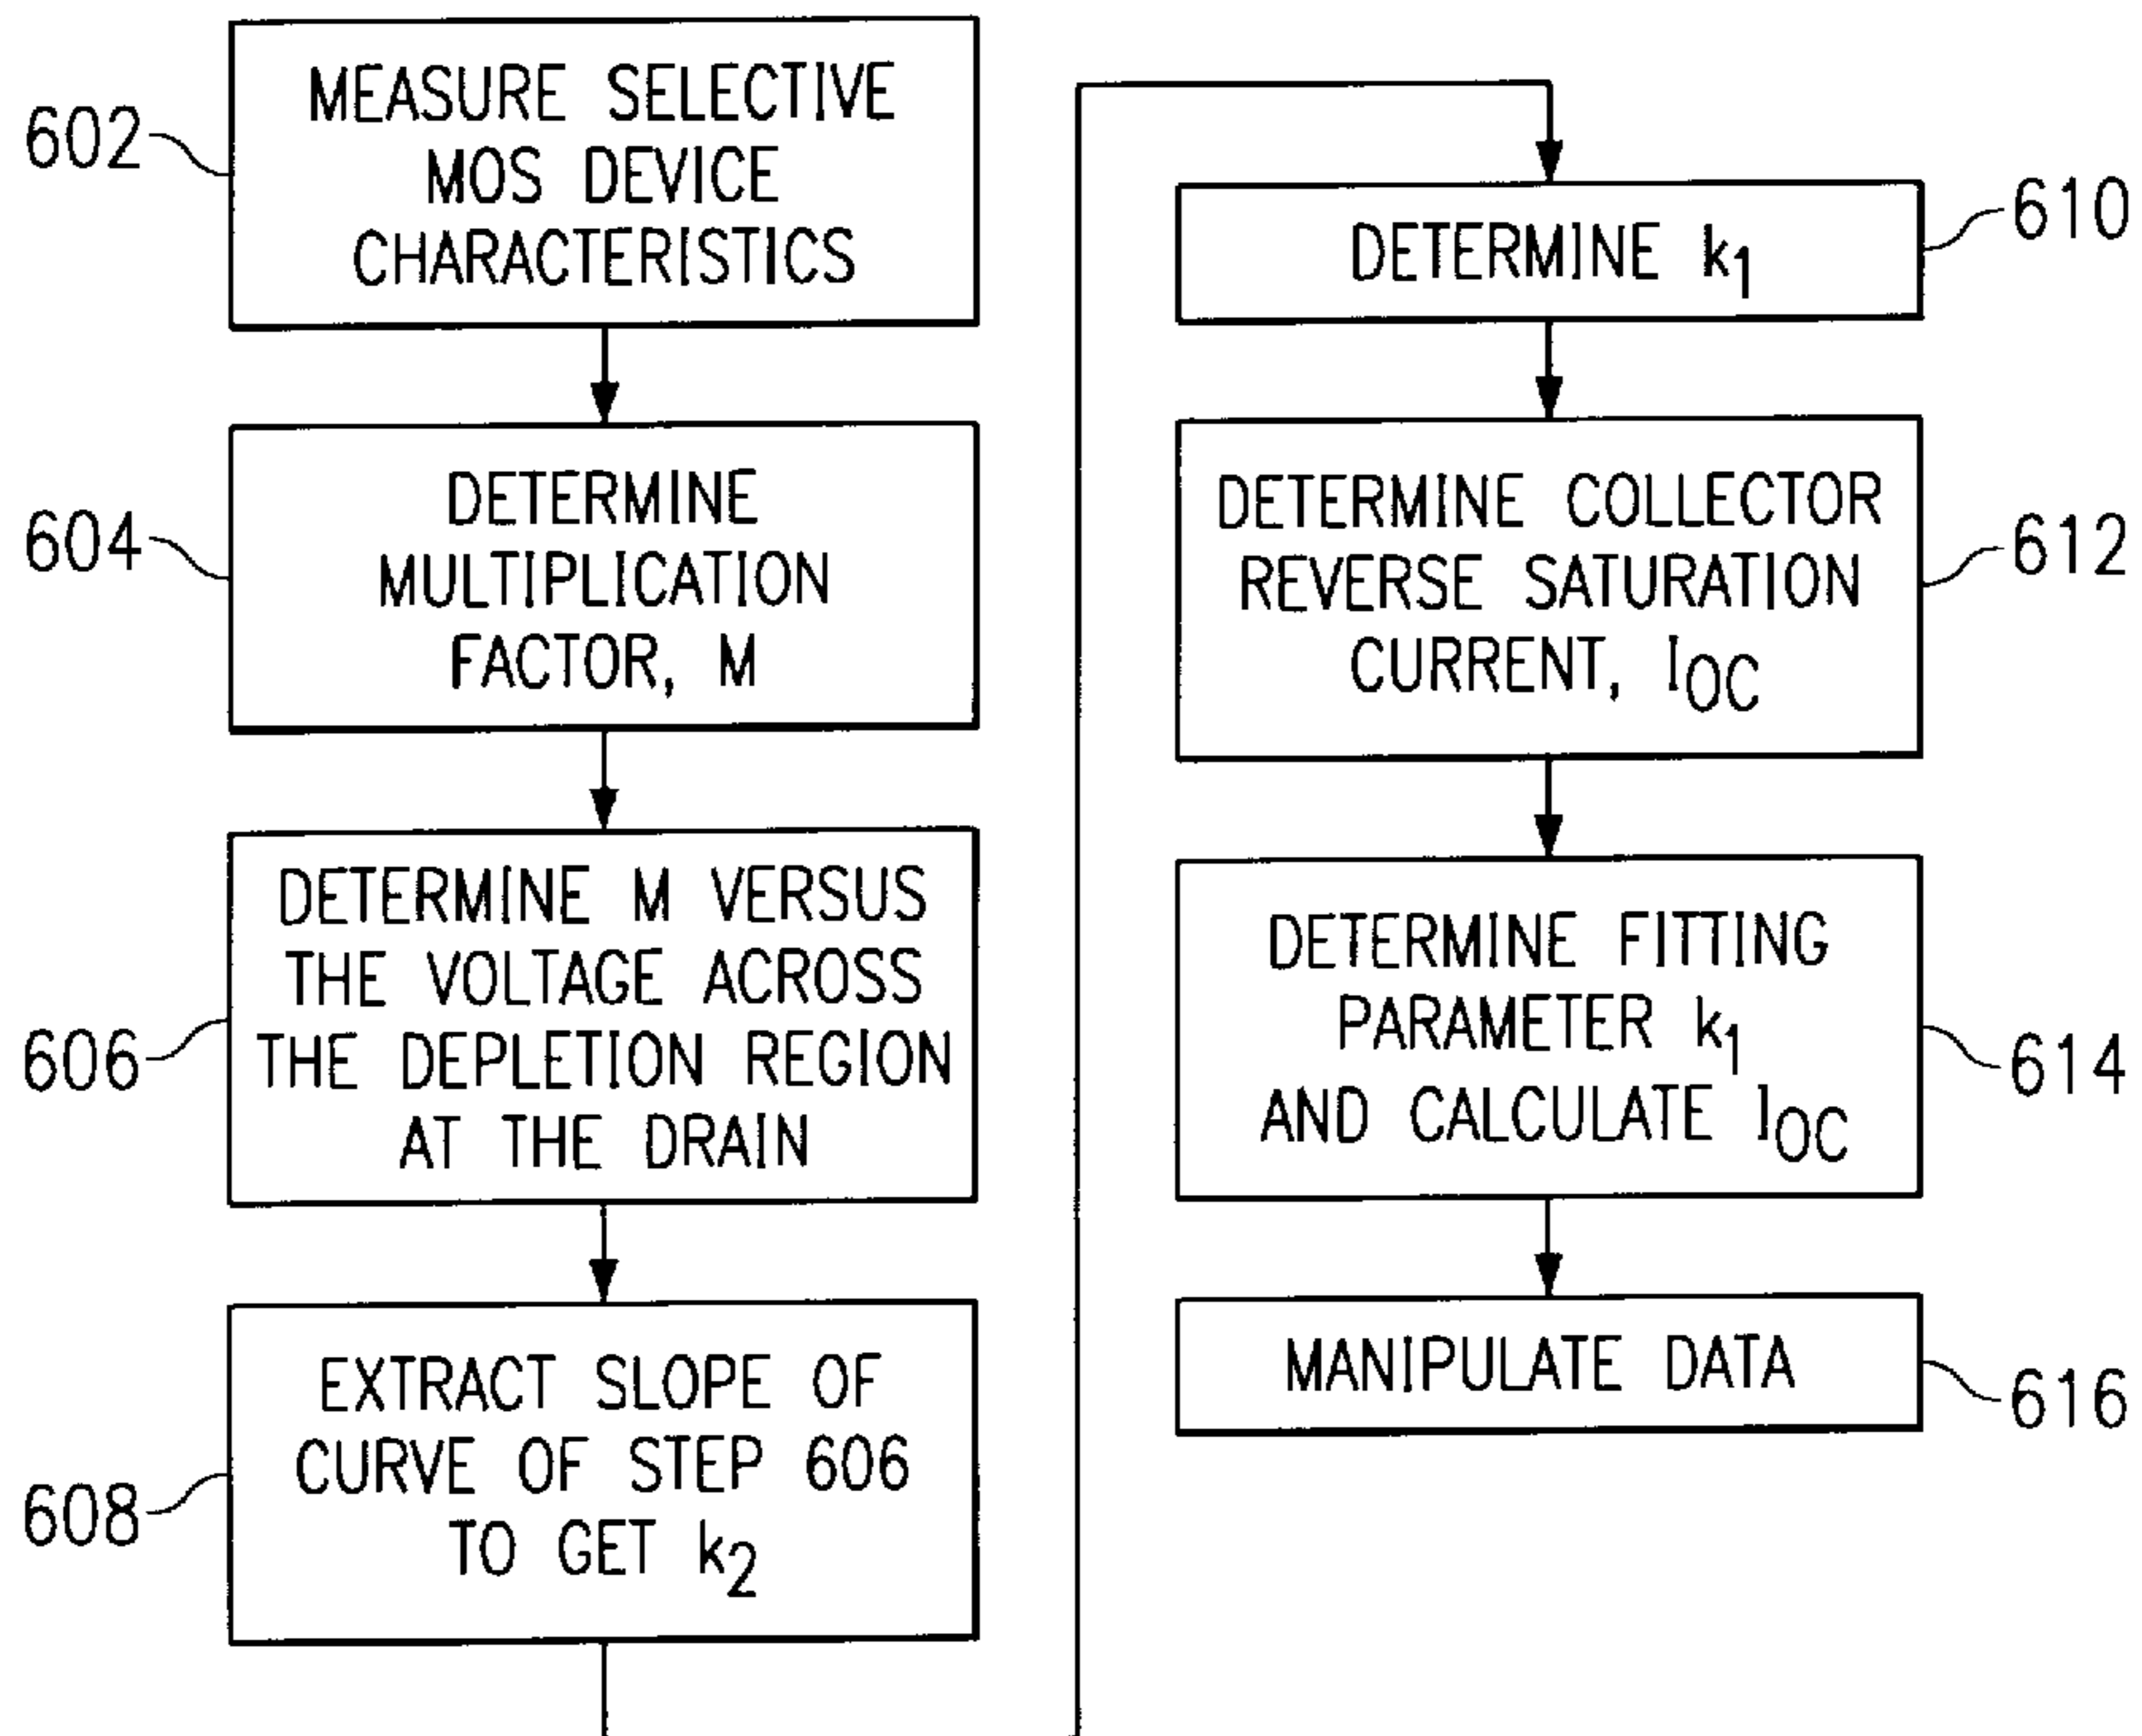 602
MEASURE SELECTIVE
MOS DEVICE
CHARACTERISTICS
604
DETERMINE
MULTIPLICATION
FACTOR, M
606
DETERMINE M VERSUS
THE VOLTAGE ACROSS
THE DEPLETION REGION
AT THE DRAIN
608
EXTRACT SLOPE OF
CURVE OF STEP 606
TO GET k2
DETERMINE k1
610
DETERMINE COLLECTOR
REVERSE SATURATION
CURRENT, IOC
612
DETERMINE FITTING
PARAMETER k1
AND CALCULATE IOC
614
MANIPULATE DATA
616